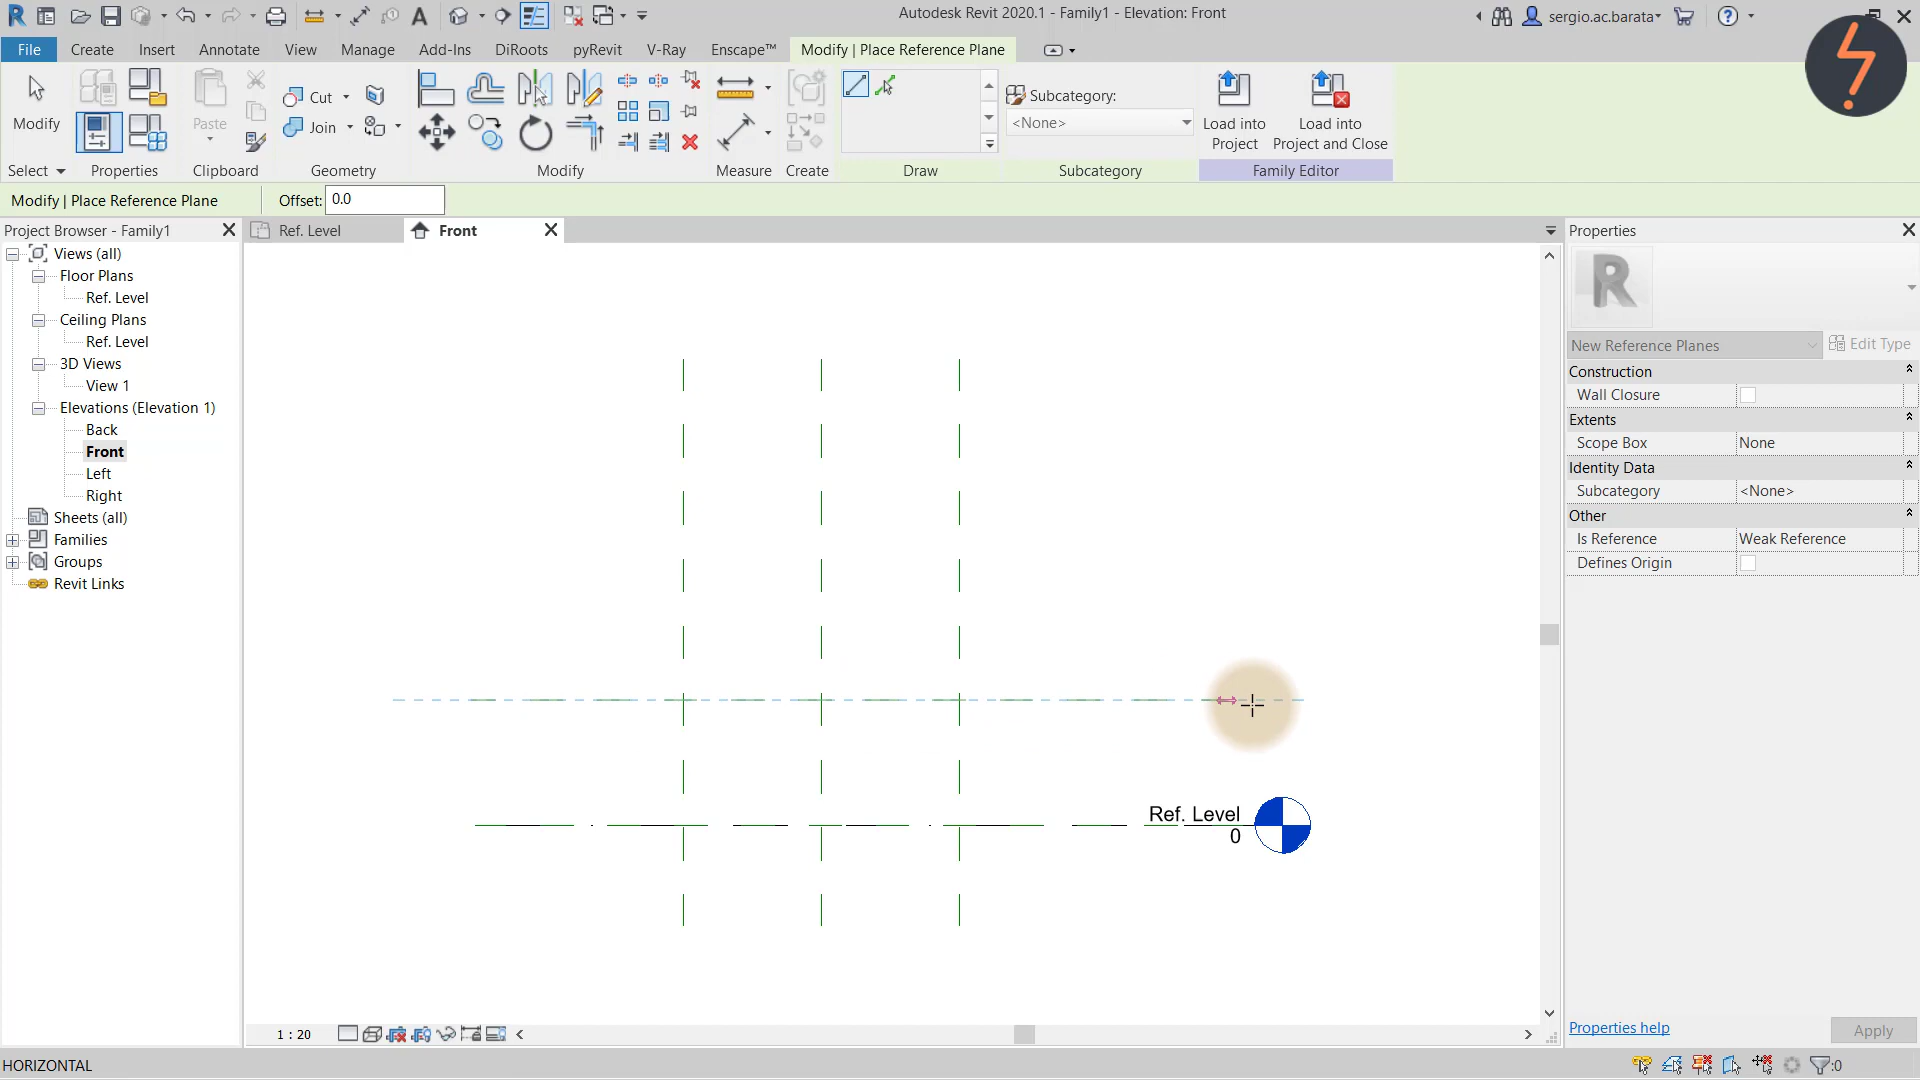 Autodesk Revit 2020.1 - Family1 - Elevation: Front
sergio.ac.barata
File Create Insert Annotate View Manage Add-Ins DiRoots pyRevit V-Ray Enscape™ Modify | Place Reference Plane
Modify
Paste
Cut
Join
Subcategory:
<None>
Load into
Project
Load into
Project and Close
Select Properties Clipboard Geometry Modify Measure Create Draw Subcategory Family Editor
Modify | Place Reference Plane Offset: 0.0
Project Browser - Family1
Views (all)
Floor Plans
Ref. Level
Ceiling Plans
Ref. Level
3D Views
View 1
Elevations (Elevation 1)
Back
Front
Left
Right
Sheets (all)
Families
Groups
Revit Links
Ref. Level
Front
Ref. Level
0
1 : 20
Properties
R
New Reference Planes
Edit Type
Construction
Wall Closure
Extents
Scope Box None
Identity Data
Subcategory <None>
Other
Is Reference Weak Reference
Defines Origin
Properties help
Apply
HORIZONTAL
:0